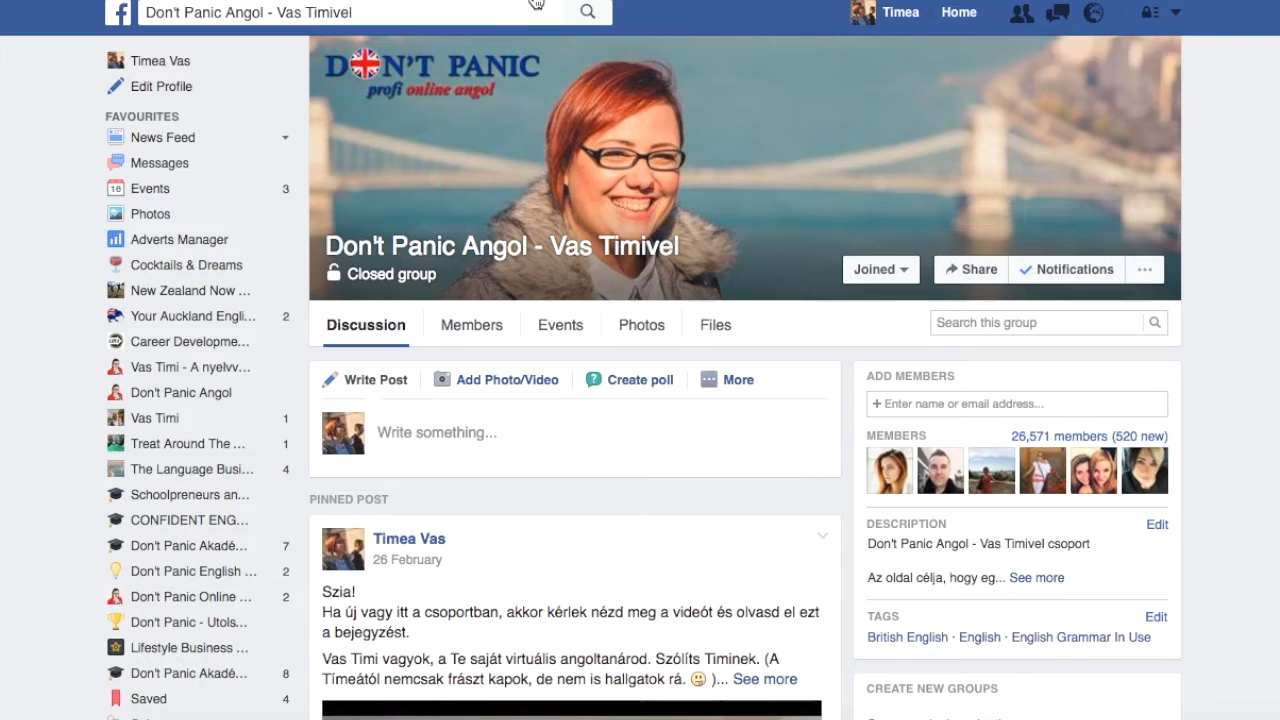 Don't Panic Angol - Vas Timivel
Timea
Home
Timea Vas
Edit Profile
FAVOURITES
News Feed
Messages
Events 3
Photos
Adverts Manager
Cocktails & Dreams
New Zealand Now ...
Your Auckland Engli... 2
Career Developme...
Vas Timi - A nyelvv...
Don't Panic Angol
Vas Timi 1
Treat Around The ... 1
The Language Busi... 4
Schoolpreneurs an...
CONFIDENT ENG...
Don't Panic Akadé... 7
Don't Panic English ... 2
Don't Panic Online ... 2
Don't Panic - Utols...
Lifestyle Business ...
Don't Panic Akadé... 8
Saved 4
DON'T PANIC
profi online angol
Don't Panic Angol - Vas Timivel
Closed group
Joined
Share
Notifications
Discussion
Members
Events
Photos
Files
Search this group
Write Post
Add Photo/Video
Create poll
More
Write something...
PINNED POST
Timea Vas
26 February
Szia!
Ha új vagy itt a csoportban, akkor kérlek nézd meg a videót és olvasd el ezt
a bejegyzést.
Vas Timi vagyok, a Te saját virtuális angoltanárod. Szólíts Timinek. (A
Tímeától nemcsak frászt kapok, de nem is hallgatok rá. )... See more
ADD MEMBERS
+ Enter name or email address...
MEMBERS
26,571 members (520 new)
DESCRIPTION
Edit
Don't Panic Angol - Vas Timivel csoport
Az oldal célja, hogy eg... See more
TAGS
Edit
British English · English · English Grammar In Use
CREATE NEW GROUPS